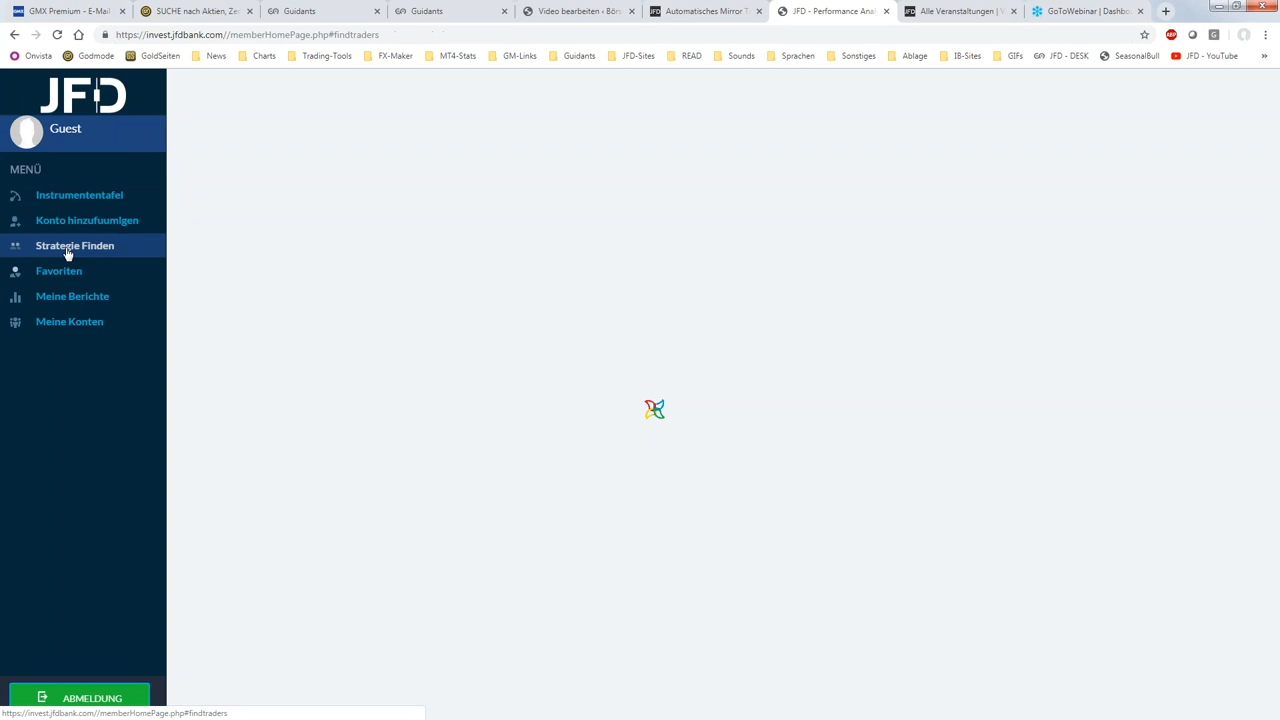 GMX Premium - E-Mail
SUCHE nach Aktien, Ze
Guidants
Guidants
Video bearbeiten ‹ Börs
Automatisches Mirror T
JFD - Performance Ana
Alle Veranstaltungen | V
GoToWebinar | Dashbo
https://invest.jfdbank.com//memberHomePage.php#findtraders
Onvista
Godmode
GoldSeiten
News
Charts
Trading-Tools
FX-Maker
MT4-Stats
GM-Links
Guidants
JFD-Sites
READ
Sounds
Sprachen
Sonstiges
Ablage
IB-Sites
GIFs
JFD - DESK
SeasonalBull
JFD - YouTube
»
JFD
Guest
MENÜ
Instrumententafel
Konto hinzufuumlgen
Strategie Finden
Favoriten
Meine Berichte
Meine Konten
ABMELDUNG
https://invest.jfdbank.com//memberHomePage.php#findtraders